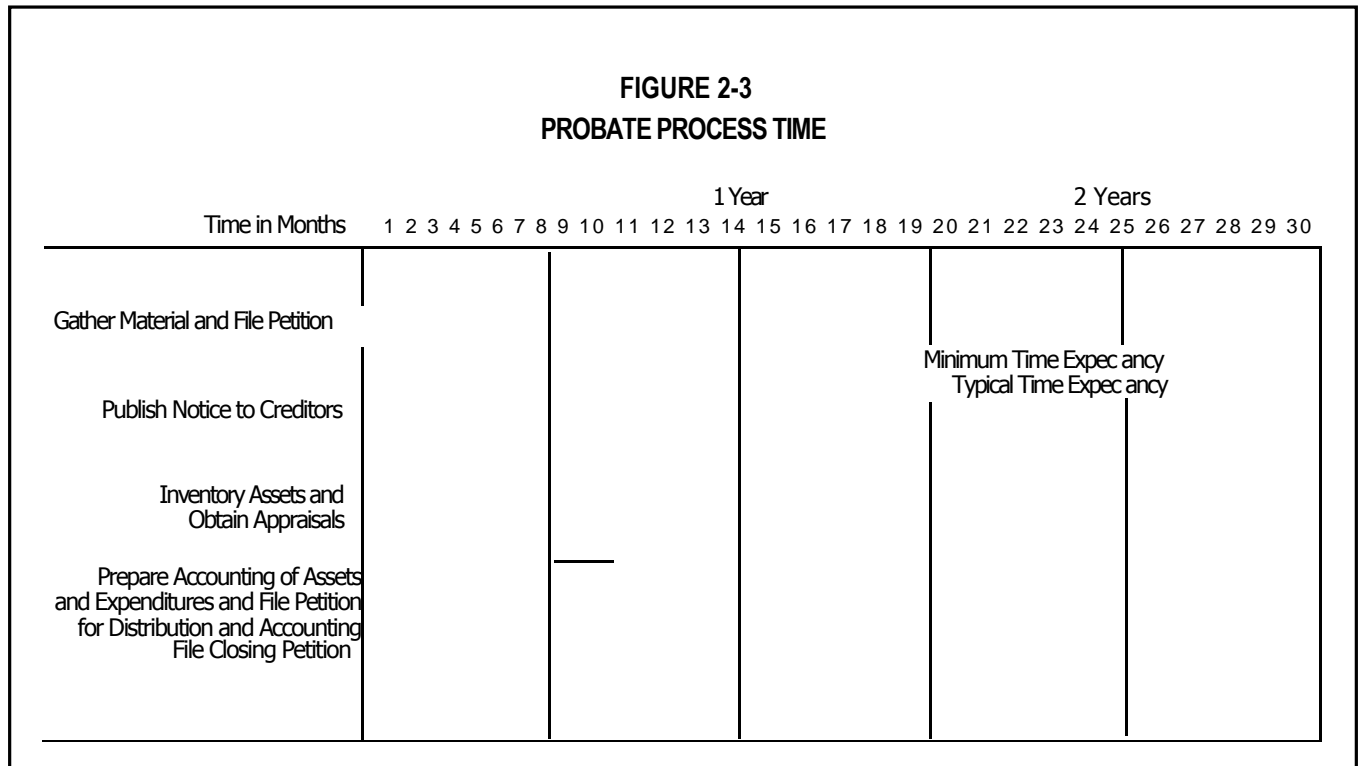 FIGURE 2-3
PROBATE PROCESS TIME
1 Year 2 Years
Time in Months 1 2 3 4 5 6 7 8 9 10 11 12 13 14 15 16 17 18 19 20 21 22 23 24 25 26 27 28 29 30
Gather Material and File Petition
Minimum Time Expec ancy
Typical Time Expec ancy
Publish Notice to Creditors
Inventory Assets and
Obtain Appraisals
Prepare Accounting of Assets
and Expenditures and File Petition
for Distribution and Accounting
File Closing Petition